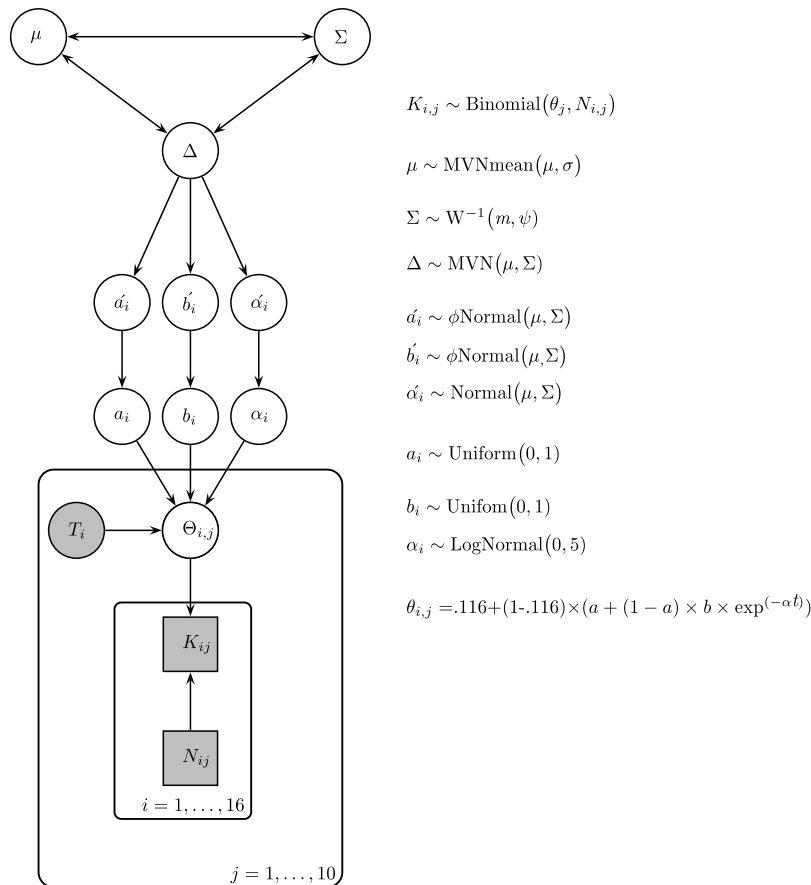 μ
Σ
Δ
á_i
b́_i
ά_i
a_i
b_i
α_i
T_i
Θ_{i,j}
K_{ij}
N_{ij}
i = 1, . . . , 16
j = 1, . . . , 10
K_{i,j} ∼ Binomial(θ_j, N_{i,j})
μ ∼ MVNmean(μ, σ)
Σ ∼ W^{−1}(m, ψ)
Δ ∼ MVN(μ, Σ)
á_i ∼ ϕNormal(μ, Σ)
b́_i ∼ ϕNormal(μ, Σ)
ά_i ∼ Normal(μ, Σ)
a_i ∼ Uniform(0, 1)
b_i ∼ Unifom(0, 1)
α_i ∼ LogNormal(0, 5)
θ_{i,j} =.116+(1-.116)×(a + (1 − a) × b × exp^{(−αt)})